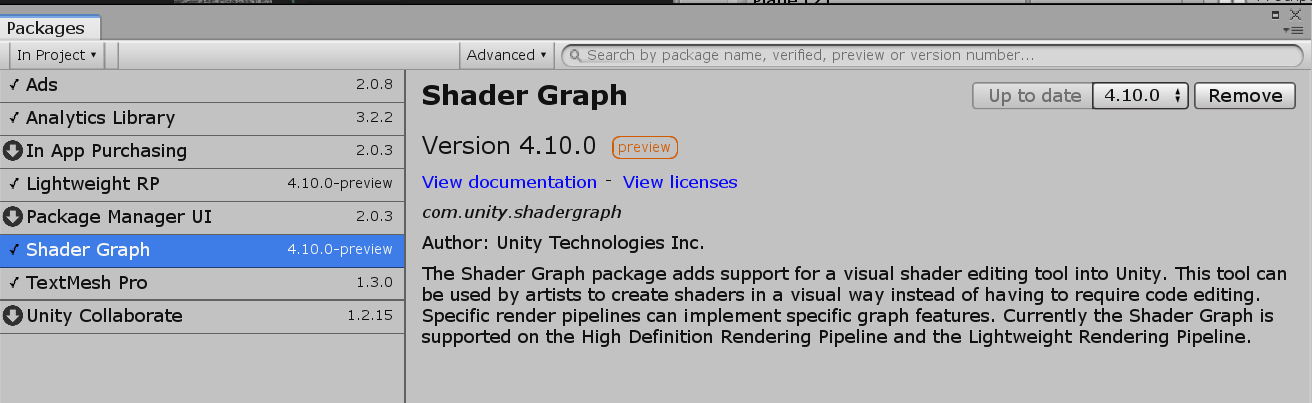 Packages
In Project ▾
Advanced ▾
Search by package name, verified, preview or version number...
Ads 2.0.8
Analytics Library 3.2.2
In App Purchasing 2.0.3
Lightweight RP 4.10.0-preview
Package Manager UI 2.0.3
Shader Graph 4.10.0-preview
TextMesh Pro 1.3.0
Unity Collaborate 1.2.15
Shader Graph
Up to date 4.10.0 Remove
Version 4.10.0 preview
View documentation - View licenses
com.unity.shadergraph
Author: Unity Technologies Inc.
The Shader Graph package adds support for a visual shader editing tool into Unity. This tool can
be used by artists to create shaders in a visual way instead of having to require code editing.
Specific render pipelines can implement specific graph features. Currently the Shader Graph is
supported on the High Definition Rendering Pipeline and the Lightweight Rendering Pipeline.